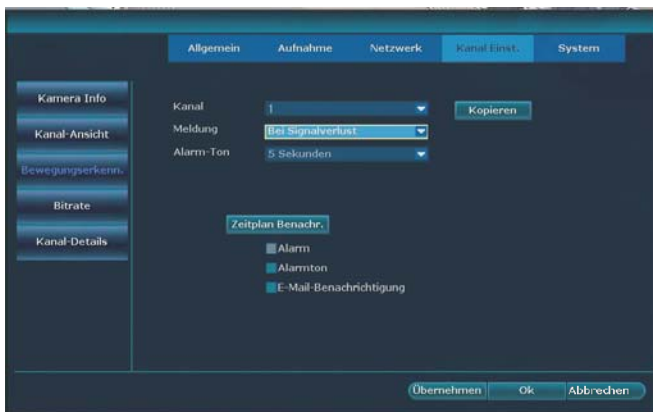 Allgemein Aufnahme Netzwerk Kanal Einst. System
Kamera Info
Kanal-Ansicht
Bewegungserkenn.
Bitrate
Kanal-Details
Kanal 1 Kopieren
Meldung Bei Signalverlust
Alarm-Ton 5 Sekunden
Zeitplan Benachr.
Alarm
Alarmton
E-Mail-Benachrichtigung
Übernehmen Ok Abbrechen